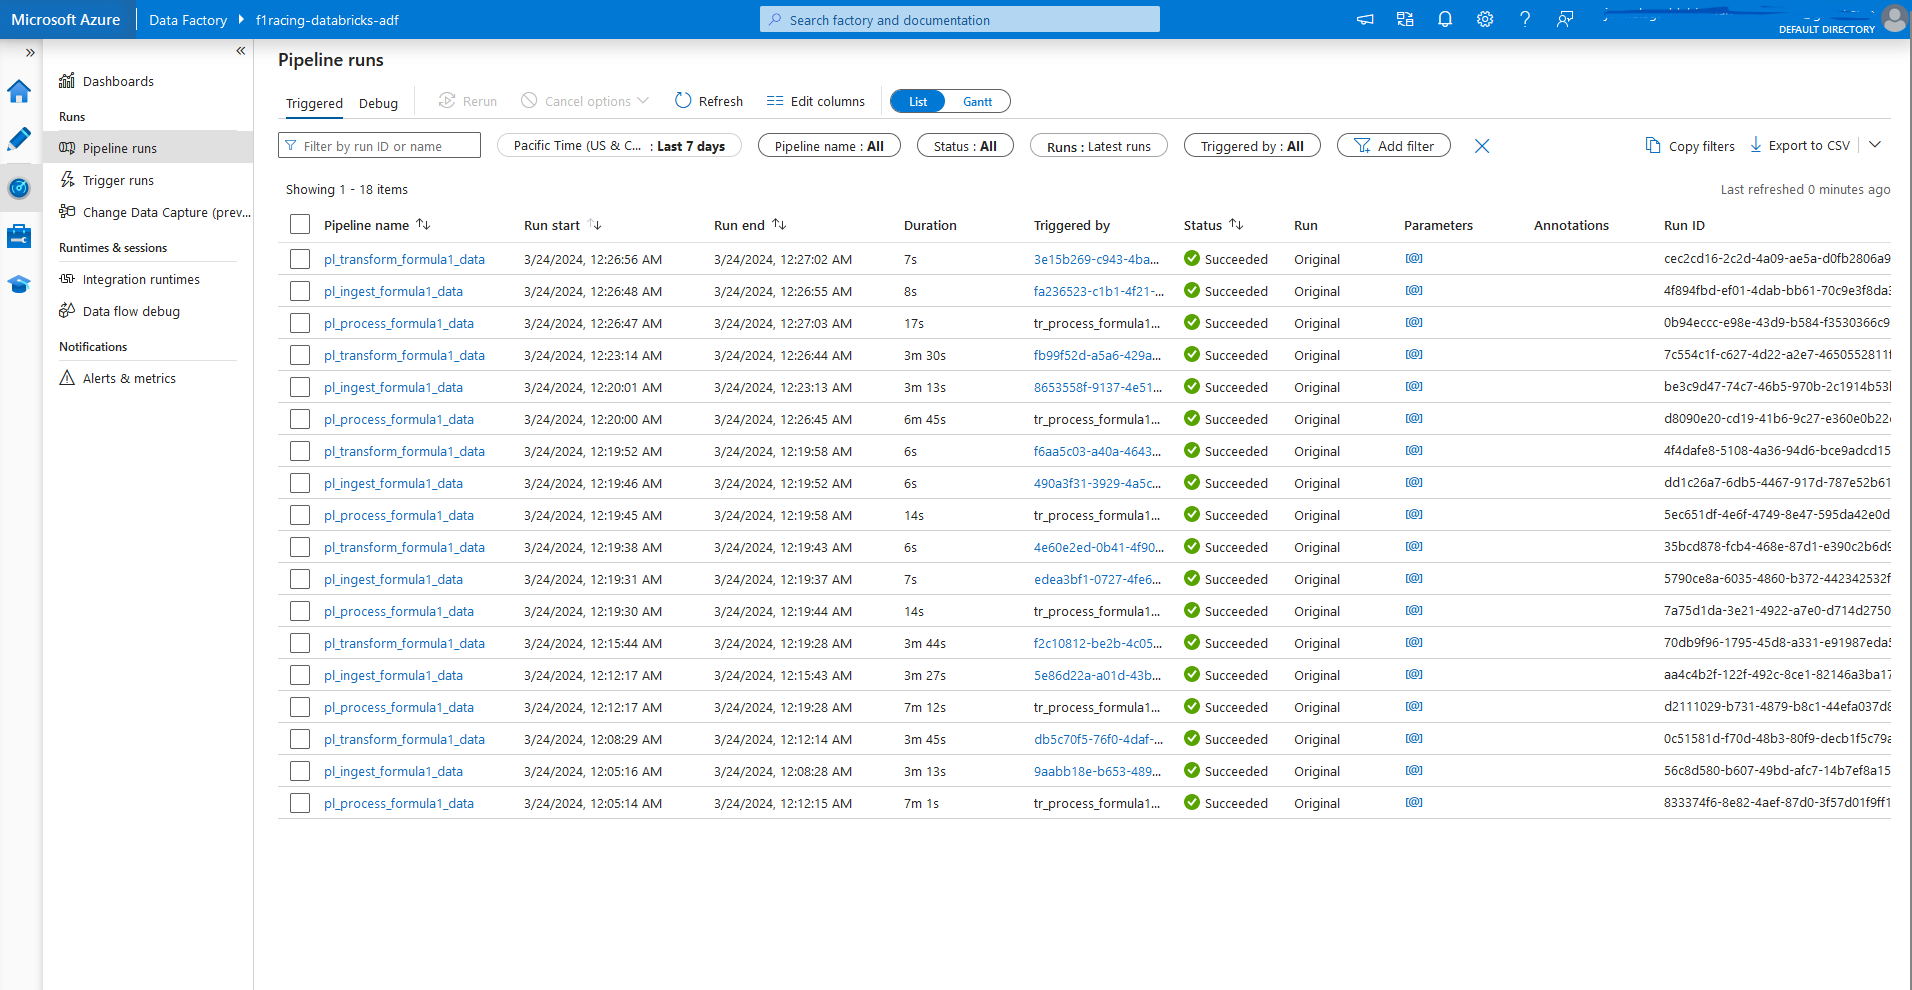 Microsoft Azure Data Factory f1racing-databricks-adf Search factory and documentation
DEFAULT DIRECTORY
Dashboards
Runs
Pipeline runs
Trigger runs
Change Data Capture (prev...
Runtimes & sessions
Integration runtimes
Data flow debug
Notifications
Alerts & metrics
Pipeline runs
Triggered Debug Rerun Cancel options Refresh Edit columns List Gantt
Filter by run ID or name Pacific Time (US & C... : Last 7 days Pipeline name : All Status : All Runs : Latest runs Triggered by : All Add filter Copy filters Export to CSV
Showing 1 - 18 items Last refreshed 0 minutes ago
Pipeline name Run start Run end Duration Triggered by Status Run Parameters Annotations Run ID
pl_transform_formula1_data 3/24/2024, 12:26:56 AM 3/24/2024, 12:27:02 AM 7s 3e15b269-c943-4ba... Succeeded Original [@] cec2cd16-2c2d-4a09-ae5a-d0fb2806a9
pl_ingest_formula1_data 3/24/2024, 12:26:48 AM 3/24/2024, 12:26:55 AM 8s fa236523-c1b1-4f21-... Succeeded Original [@] 4f894fbd-ef01-4dab-bb61-70c9e3f8da3
pl_process_formula1_data 3/24/2024, 12:26:47 AM 3/24/2024, 12:27:03 AM 17s tr_process_formula1... Succeeded Original [@] 0b94eccc-e98e-43d9-b584-f3530366c9
pl_transform_formula1_data 3/24/2024, 12:23:14 AM 3/24/2024, 12:26:44 AM 3m 30s fb99f52d-a5a6-429a... Succeeded Original [@] 7c554c1f-c627-4d22-a2e7-4650552811f
pl_ingest_formula1_data 3/24/2024, 12:20:01 AM 3/24/2024, 12:23:13 AM 3m 13s 8653558f-9137-4e51... Succeeded Original [@] be3c9d47-74c7-46b5-970b-2c1914b53b
pl_process_formula1_data 3/24/2024, 12:20:00 AM 3/24/2024, 12:26:45 AM 6m 45s tr_process_formula1... Succeeded Original [@] d8090e20-cd19-41b6-9c27-e360e0b22c
pl_transform_formula1_data 3/24/2024, 12:19:52 AM 3/24/2024, 12:19:58 AM 6s f6aa5c03-a40a-4643... Succeeded Original [@] 4f4dafe8-5108-4a36-94d6-bce9adcd15
pl_ingest_formula1_data 3/24/2024, 12:19:46 AM 3/24/2024, 12:19:52 AM 6s 490a3f31-3929-4a5c... Succeeded Original [@] dd1c26a7-6db5-4467-917d-787e52b61
pl_process_formula1_data 3/24/2024, 12:19:45 AM 3/24/2024, 12:19:58 AM 14s tr_process_formula1... Succeeded Original [@] 5ec651df-4e6f-4749-8e47-595da42e0d
pl_transform_formula1_data 3/24/2024, 12:19:38 AM 3/24/2024, 12:19:43 AM 6s 4e60e2ed-0b41-4f90... Succeeded Original [@] 35bcd878-fcb4-468e-87d1-e390c2b6d9
pl_ingest_formula1_data 3/24/2024, 12:19:31 AM 3/24/2024, 12:19:37 AM 7s edea3bf1-0727-4fe6... Succeeded Original [@] 5790ce8a-6035-4860-b372-442342532f
pl_process_formula1_data 3/24/2024, 12:19:30 AM 3/24/2024, 12:19:44 AM 14s tr_process_formula1... Succeeded Original [@] 7a75d1da-3e21-4922-a7e0-d714d2750
pl_transform_formula1_data 3/24/2024, 12:15:44 AM 3/24/2024, 12:19:28 AM 3m 44s f2c10812-be2b-4c05... Succeeded Original [@] 70db9f96-1795-45d8-a331-e91987eda5
pl_ingest_formula1_data 3/24/2024, 12:12:17 AM 3/24/2024, 12:15:43 AM 3m 27s 5e86d22a-a01d-43b... Succeeded Original [@] aa4c4b2f-122f-492c-8ce1-82146a3ba17
pl_process_formula1_data 3/24/2024, 12:12:17 AM 3/24/2024, 12:19:28 AM 7m 12s tr_process_formula1... Succeeded Original [@] d2111029-b731-4879-b8c1-44efa037d8
pl_transform_formula1_data 3/24/2024, 12:08:29 AM 3/24/2024, 12:12:14 AM 3m 45s db5c70f5-76f0-4daf-... Succeeded Original [@] 0c51581d-f70d-48b3-80f9-decb1f5c79a
pl_ingest_formula1_data 3/24/2024, 12:05:16 AM 3/24/2024, 12:08:28 AM 3m 13s 9aabb18e-b653-489... Succeeded Original [@] 56c8d580-b607-49bd-afc7-14b7ef8a15
pl_process_formula1_data 3/24/2024, 12:05:14 AM 3/24/2024, 12:12:15 AM 7m 1s tr_process_formula1... Succeeded Original [@] 833374f6-8e82-4aef-87d0-3f57d01f9ff1